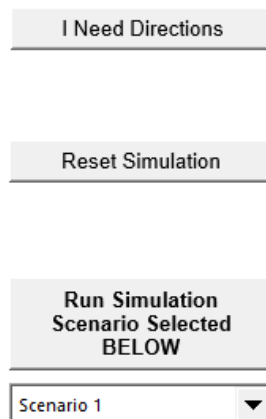 I Need Directions
Reset Simulation
Run Simulation
Scenario Selected
BELOW
Scenario 1